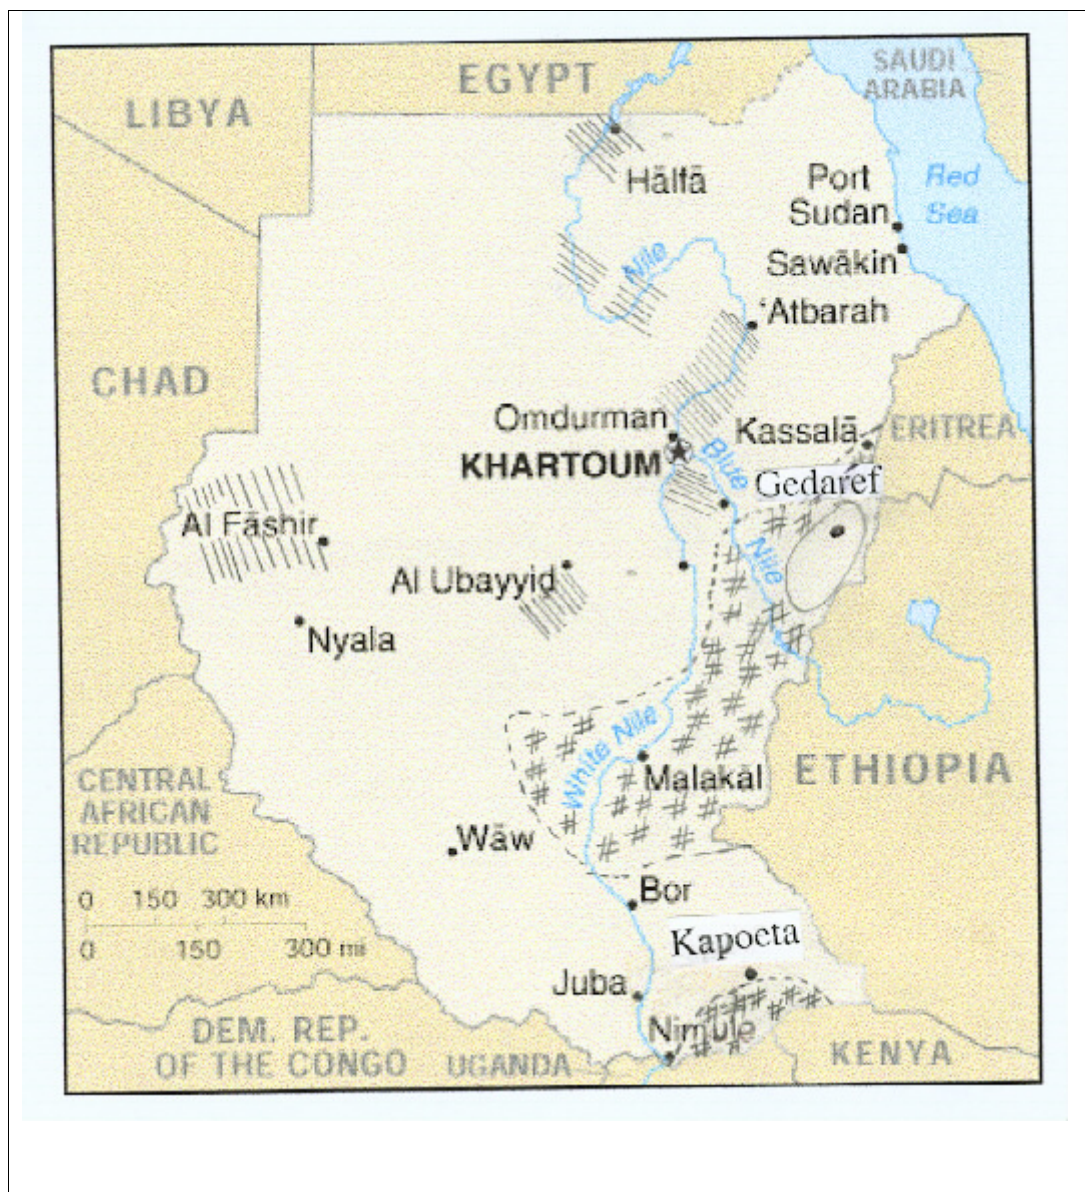 EGYPT
SAUDI
ARABIA
LIBYA
Hālfā
Port
Sudan
Red
Sea
Nile
Sawākin
‘Atbarah
CHAD
Omdurman
Kassalā
ERITREA
KHARTOUM
Blue
Nile
Gedaref
Al Fāshir
Al Ubayyid
Nyala
White Nile
Malakāl
ETHIOPIA
CENTRAL
AFRICAN
REPUBLIC
Wāw
0 150 300 km
0 150 300 mi
Bor
Kapoeta
Juba
Nimule
DEM. REP.
OF THE CONGO
UGANDA
KENYA